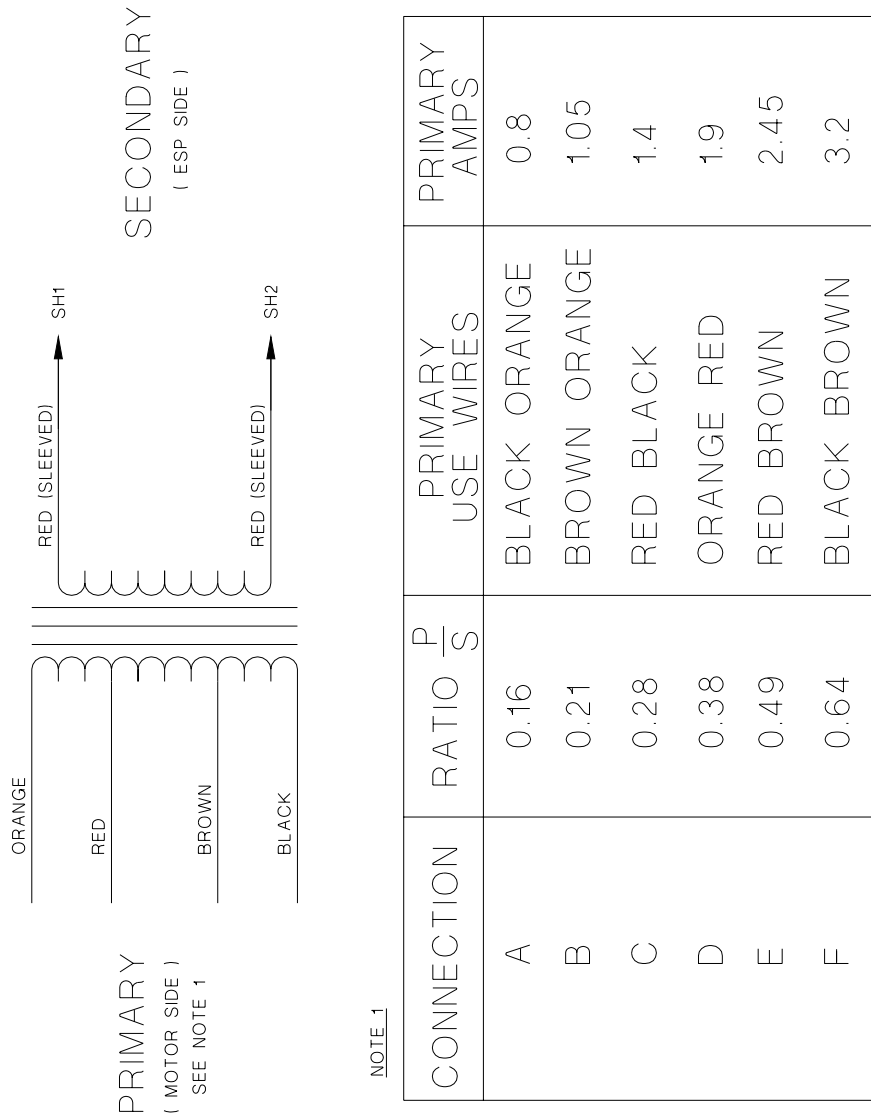 PRIMARY
( MOTOR SIDE )
SEE NOTE 1
ORANGE
RED
BROWN
BLACK
RED (SLEEVED)
SH1
RED (SLEEVED)
SH2
SECONDARY
( ESP SIDE )
NOTE 1
CONNECTION RATIO P/S PRIMARY USE WIRES PRIMARY AMPS
A 0.16 BLACK ORANGE 0.8
B 0.21 BROWN ORANGE 1.05
C 0.28 RED BLACK 1.4
D 0.38 ORANGE RED 1.9
E 0.49 RED BROWN 2.45
F 0.64 BLACK BROWN 3.2